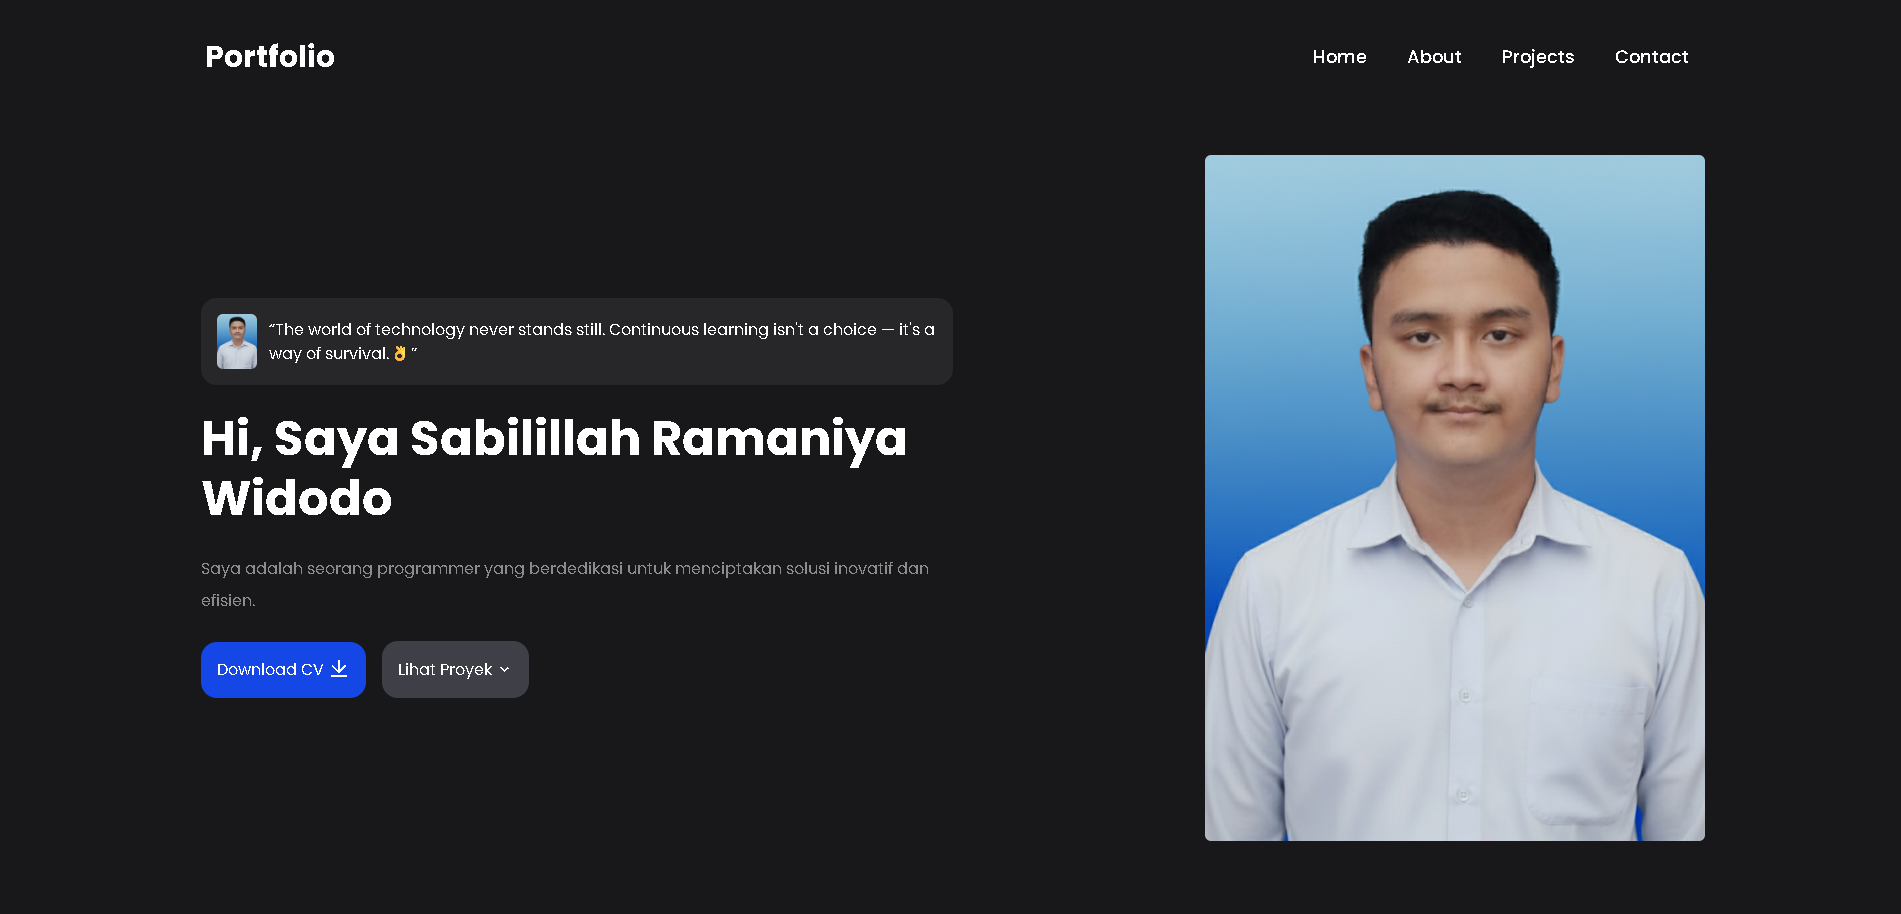 Portfolio
Home About Projects Contact
“The world of technology never stands still. Continuous learning isn't a choice — it's a
way of survival.👌”
Hi, Saya Sabilillah Ramaniya
Widodo
Saya adalah seorang programmer yang berdedikasi untuk menciptakan solusi inovatif dan
efisien.
Download CV
Lihat Proyek